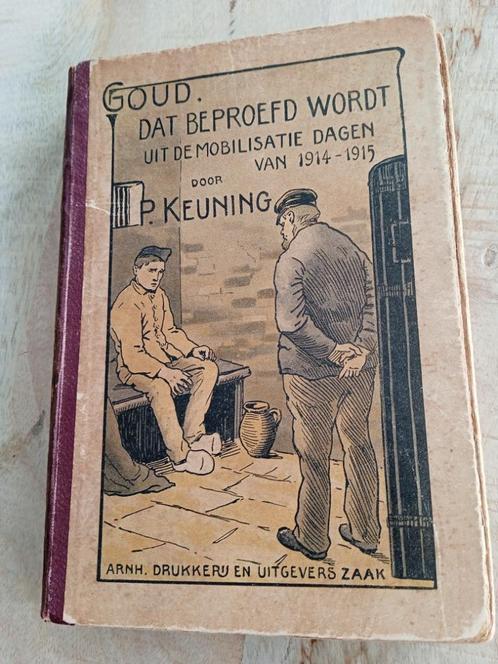 GOUD.
DAT BEPROEFD WORDT
UIT DE MOBILISATIE DAGEN
VAN 1914-1915
DOOR
P. KEUNING
ARNH. DRUKKERIJ EN UITGEVERS ZAAK